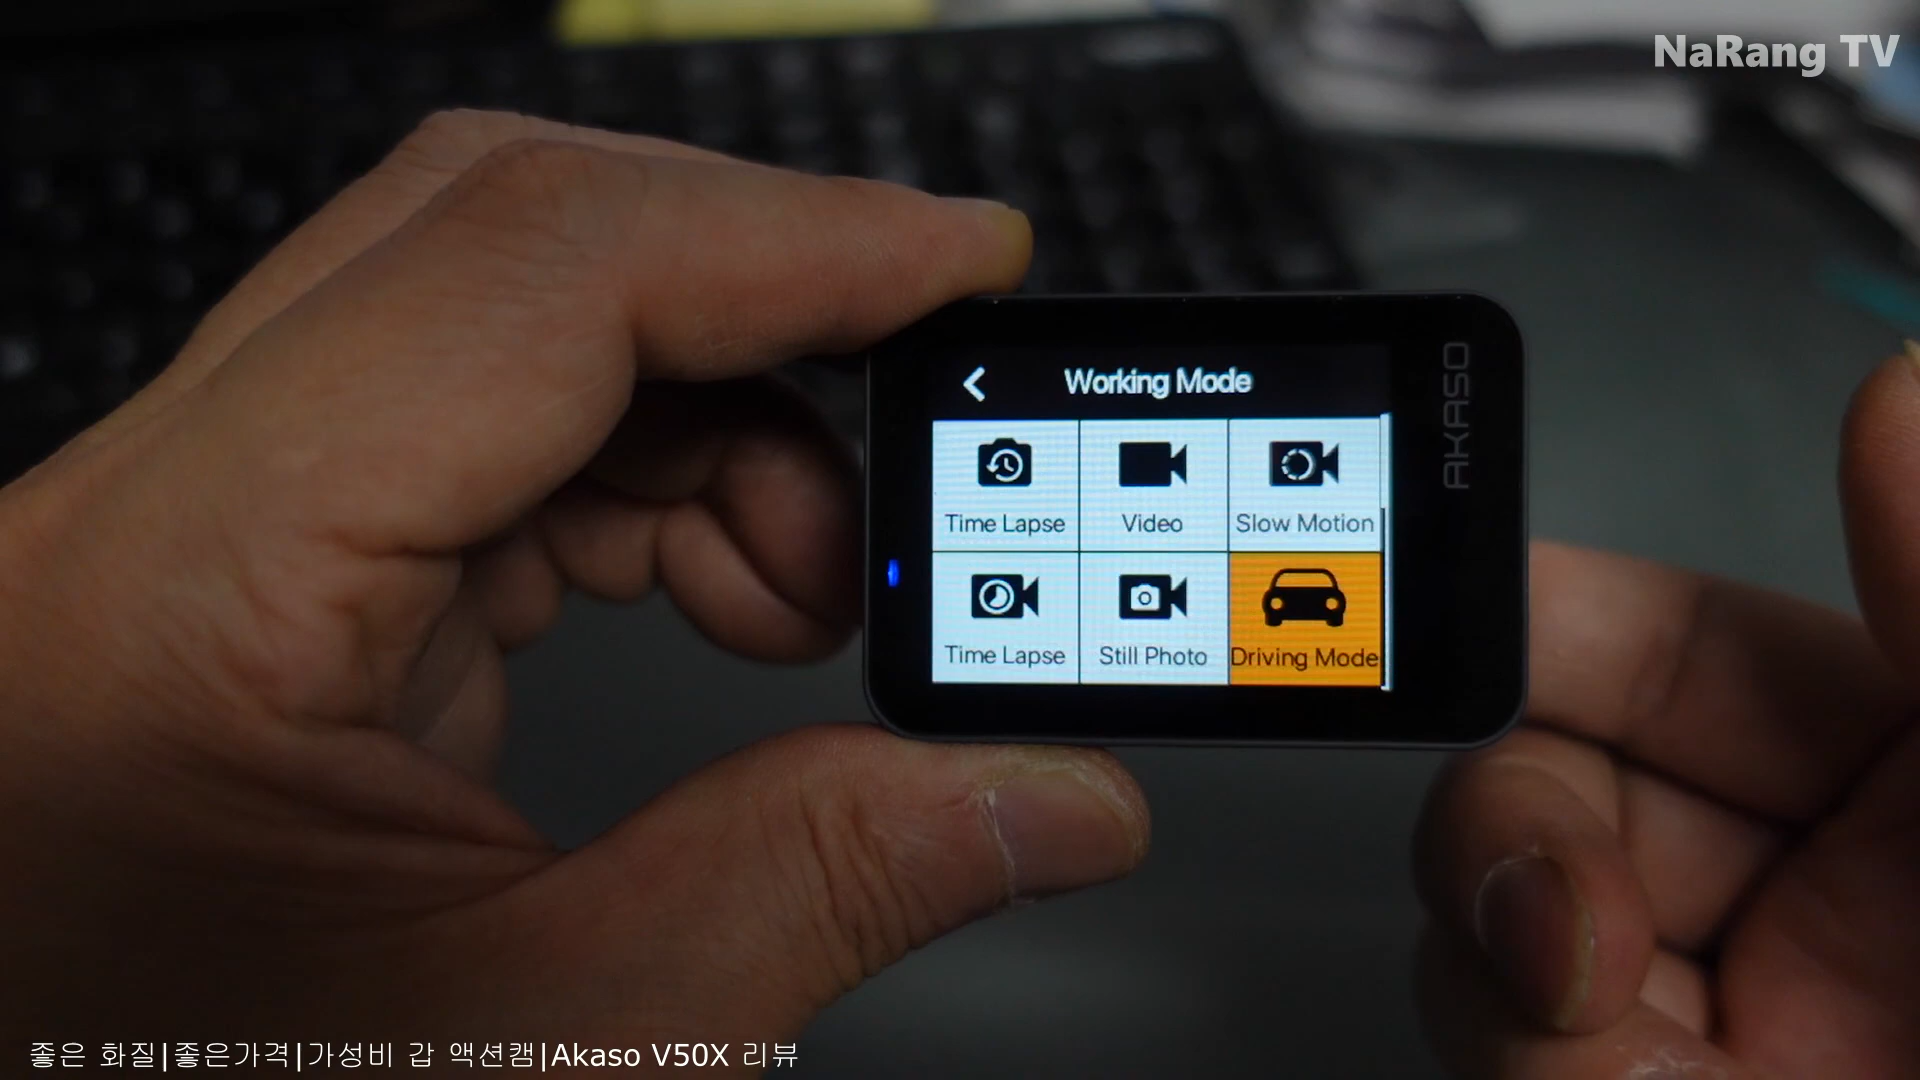 NaRang TV
Working Mode
AKASO
Time Lapse
Video
Slow Motion
Time Lapse
Still Photo
Driving Mode
좋은 화질|좋은가격|가성비 갑 액션캠|Akaso V50X 리뷰